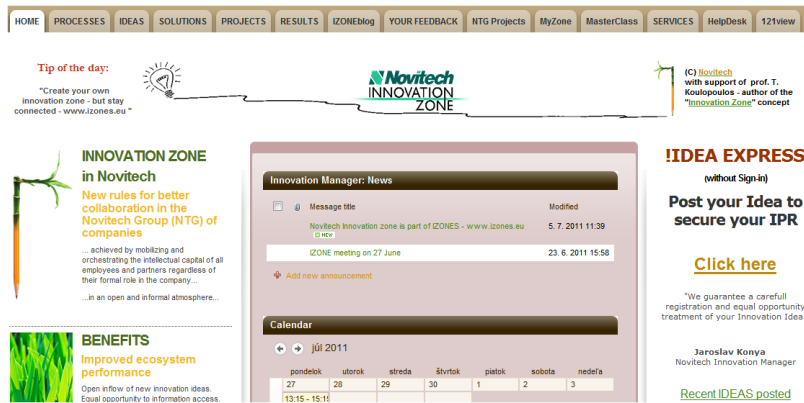 HOME PROCESSES IDEAS SOLUTIONS PROJECTS RESULTS IZONEblog YOUR FEEDBACK NTG Projects MyZone MasterClass SERVICES HelpDesk 121view
Tip of the day:
"Create your own
innovation zone - but stay
connected - www.izones.eu "
Novitech
INNOVATION
ZONE
(C) Novitech
with support of prof. T.
Koulopoulos - author of the
"Innovation Zone" concept
INNOVATION ZONE
in Novitech
New rules for better
collaboration in the
Novitech Group (NTG) of
companies
... achieved by mobilizing and
orchestrating the intellectual capital of all
employees and partners regardless of
their formal role in the company...
...in an open and informal atmosphere...
BENEFITS
Improved ecosystem
performance
Open inflow of new innovation ideas.
Equal opportunity to information access.
Innovation Manager: News
Message title Modified
Novitech Innovation zone is part of IZONES - www.izones.eu 5. 7. 2011 11:39
NEW
IZONE meeting on 27 June 23. 6. 2011 15:58
Add new announcement
Calendar
júl 2011
pondelok utorok streda štvrtok piatok sobota nedeľa
27 28 29 30 1 2 3
13:15 - 15:15
!IDEA EXPRESS
(without Sign-in)
Post your Idea to
secure your IPR
Click here
"We guarantee a carefull
registration and equal opportunity
treatment of your Innovation Idea
Jaroslav Konya
Novitech Innovation Manager
Recent IDEAS posted